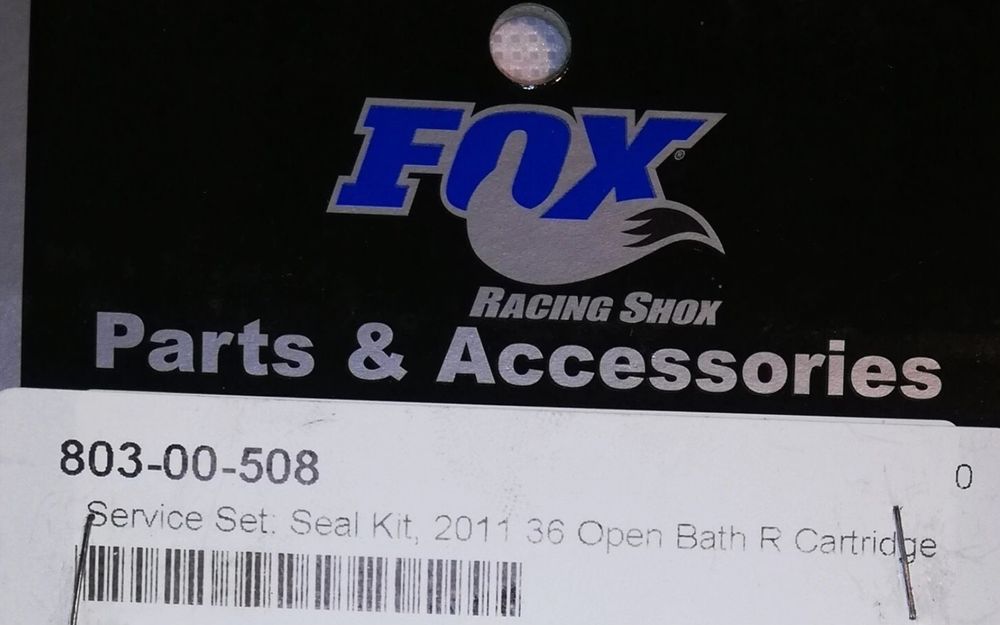 FOX®
RACING SHOX
Parts & Accessories
803-00-508
0
Service Set: Seal Kit, 2011 36 Open Bath R Cartridge